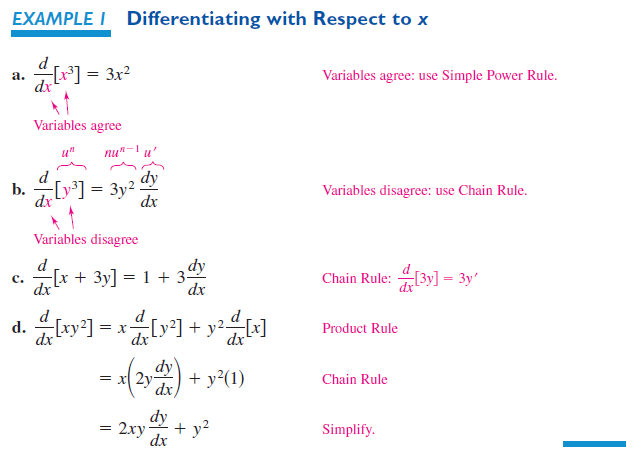 EXAMPLE 1 Differentiating with Respect to x
a. d/dx[x³] = 3x² Variables agree: use Simple Power Rule.
Variables agree
uⁿ nuⁿ⁻¹ u′
b. d/dx[y³] = 3y² dy/dx Variables disagree: use Chain Rule.
Variables disagree
c. d/dx[x + 3y] = 1 + 3dy/dx Chain Rule: d/dx[3y] = 3y′
d. d/dx[xy²] = x d/dx[y²] + y² d/dx[x] Product Rule
= x(2y dy/dx) + y²(1) Chain Rule
= 2xy dy/dx + y² Simplify.